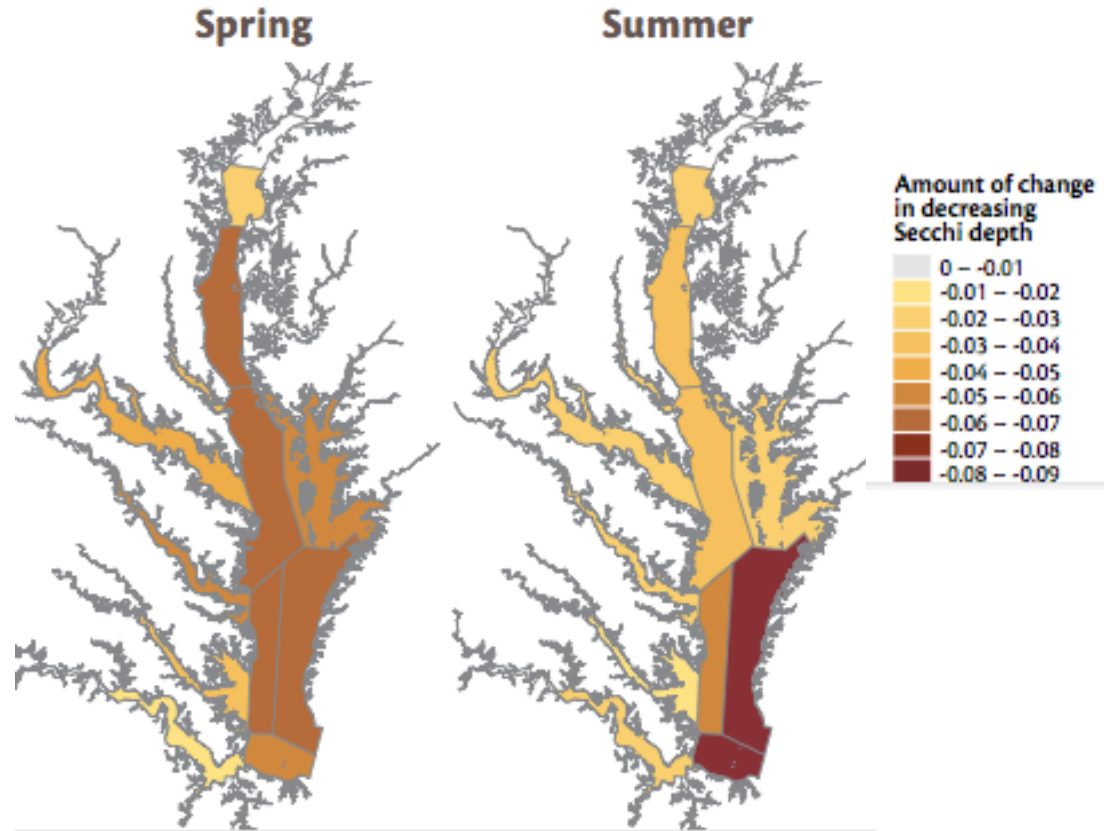 Spring
Summer
Amount of change
in decreasing
Secchi depth
0 – -0.01
-0.01 – -0.02
-0.02 – -0.03
-0.03 – -0.04
-0.04 – -0.05
-0.05 – -0.06
-0.06 – -0.07
-0.07 – -0.08
-0.08 – -0.09